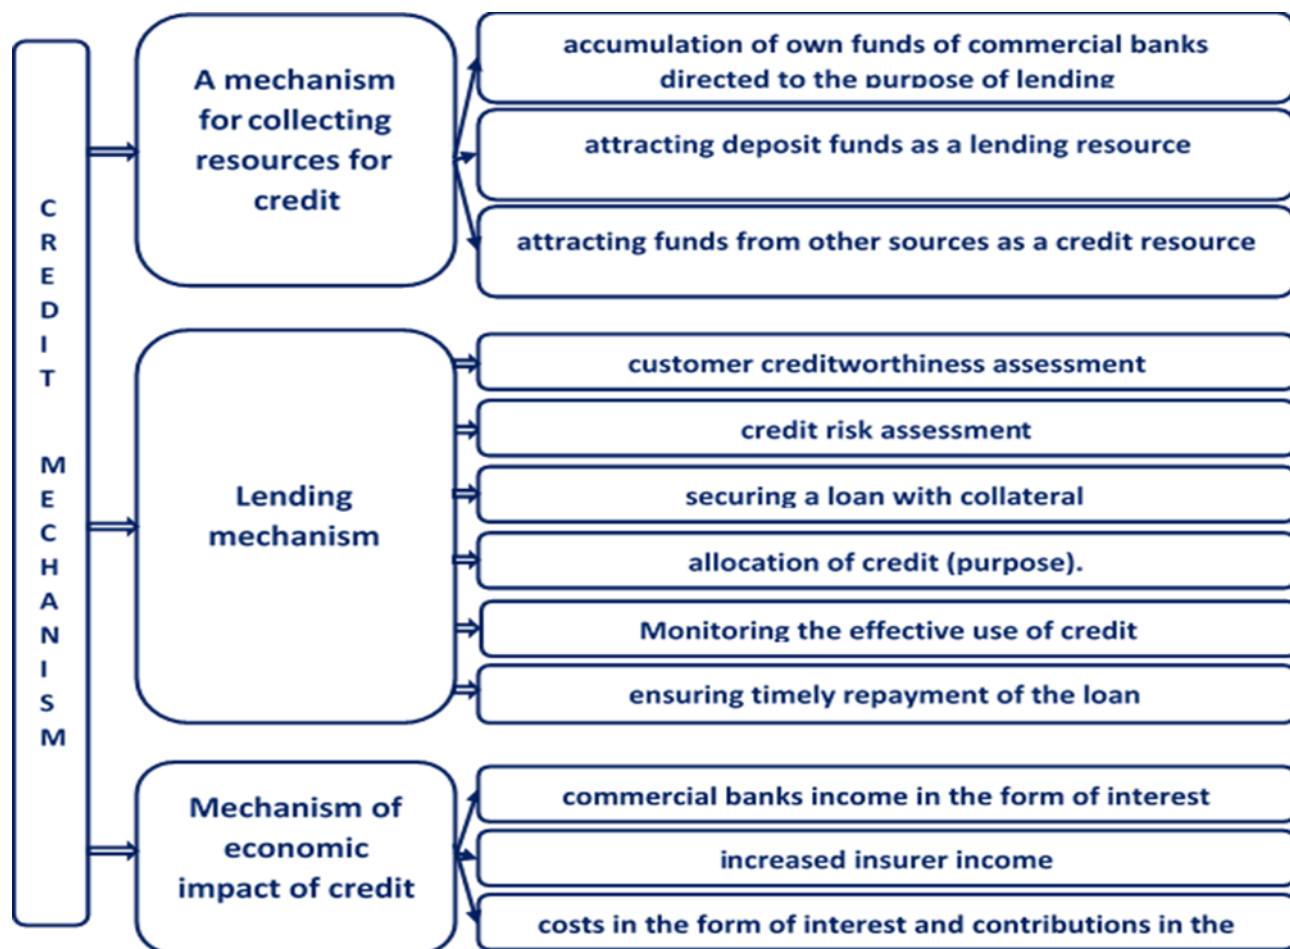 CREDIT MECHANISM
A mechanism
for collecting
resources for
credit
accumulation of own funds of commercial banks
directed to the purpose of lending
attracting deposit funds as a lending resource
attracting funds from other sources as a credit resource
Lending
mechanism
customer creditworthiness assessment
credit risk assessment
securing a loan with collateral
allocation of credit (purpose).
Monitoring the effective use of credit
ensuring timely repayment of the loan
Mechanism of
economic
impact of credit
commercial banks income in the form of interest
increased insurer income
costs in the form of interest and contributions in the